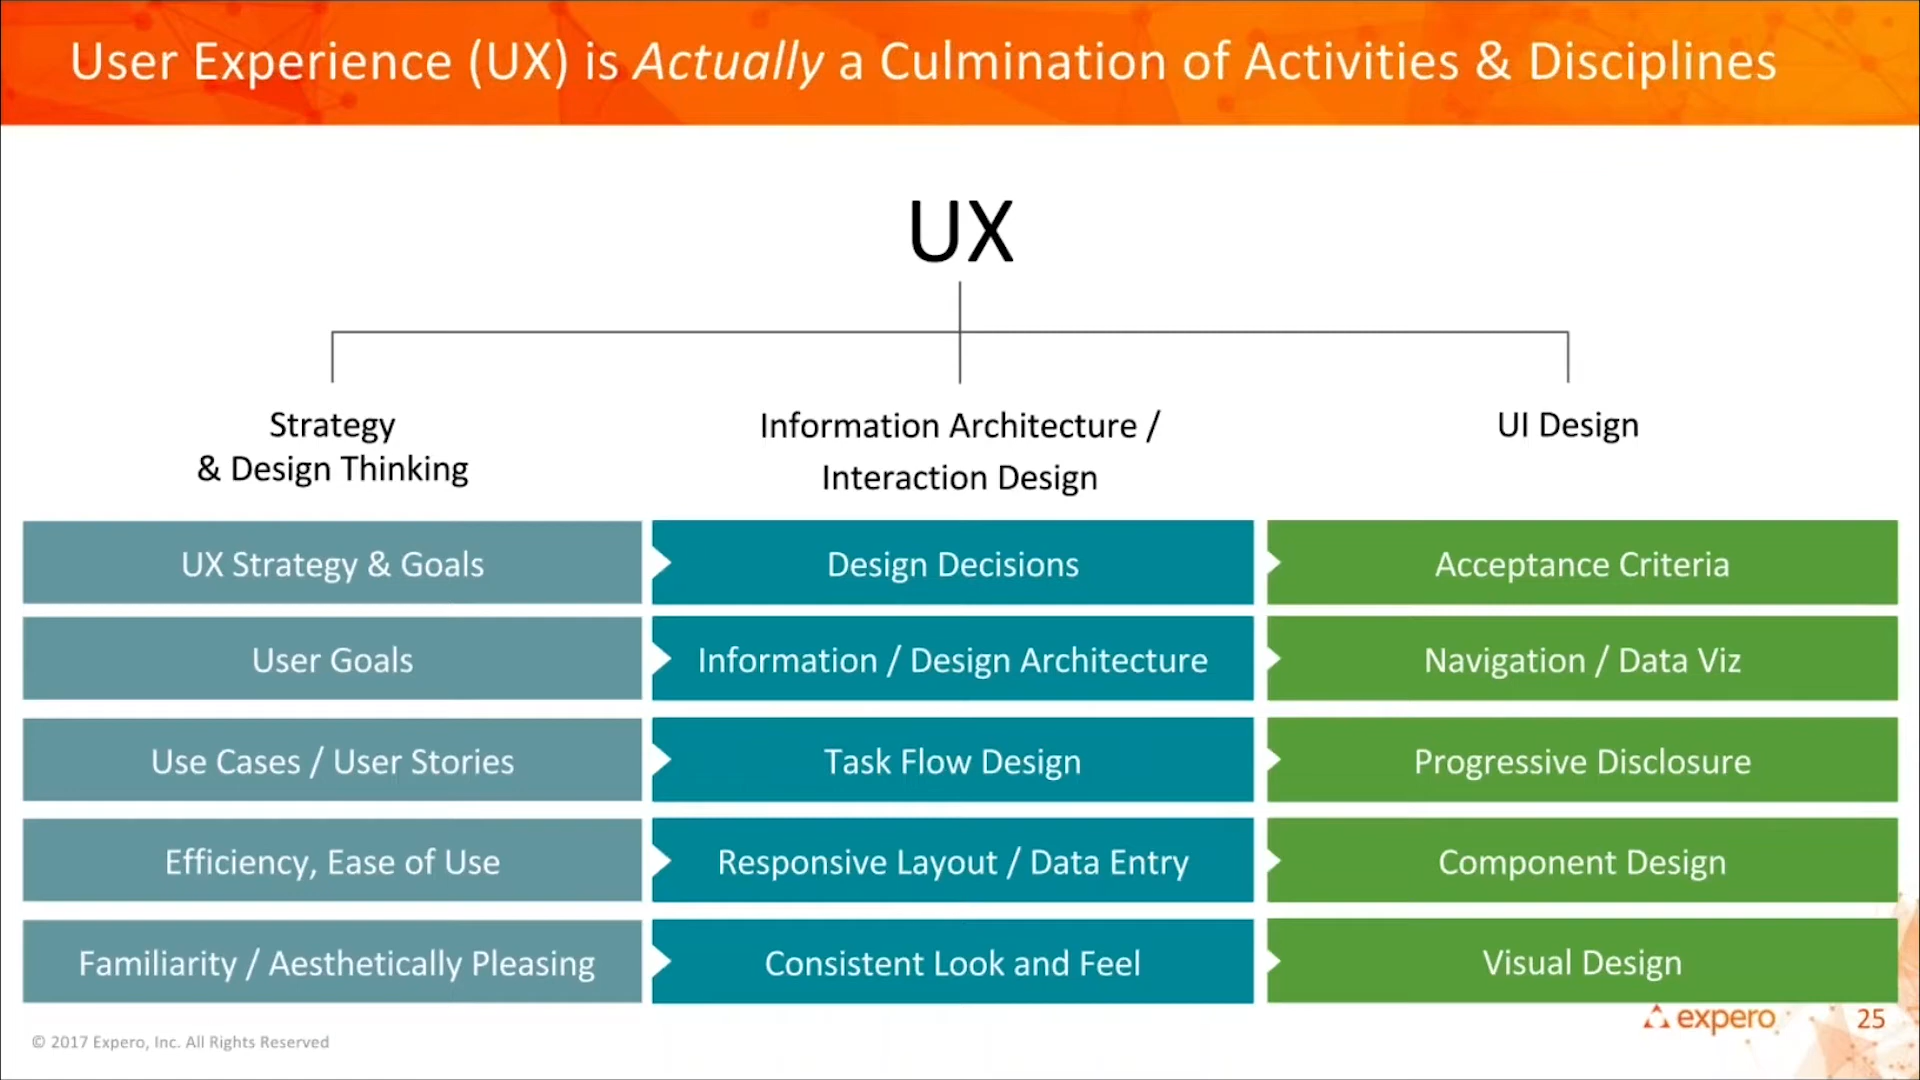 User Experience (UX) is Actually a Culmination of Activities & Disciplines
UX
Strategy
& Design Thinking
Information Architecture /
Interaction Design
UI Design
UX Strategy & Goals
Design Decisions
Acceptance Criteria
User Goals
Information / Design Architecture
Navigation / Data Viz
Use Cases / User Stories
Task Flow Design
Progressive Disclosure
Efficiency, Ease of Use
Responsive Layout / Data Entry
Component Design
Familiarity / Aesthetically Pleasing
Consistent Look and Feel
Visual Design
© 2017 Expero, Inc. All Rights Reserved
expero
25